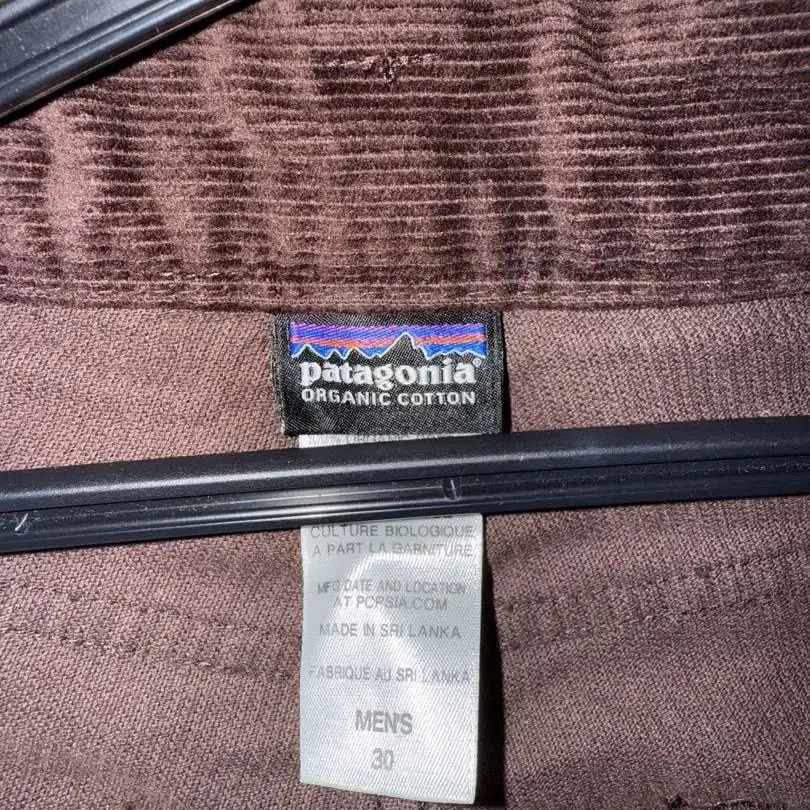 patagonia®
ORGANIC COTTON
CULTURE BIOLOGIQUE
A PART LA GARNITURE
MFG DATE AND LOCATION
AT PCPSIA.COM
MADE IN SRI LANKA
FABRIQUE AU SRI LANKA
MEN'S
30